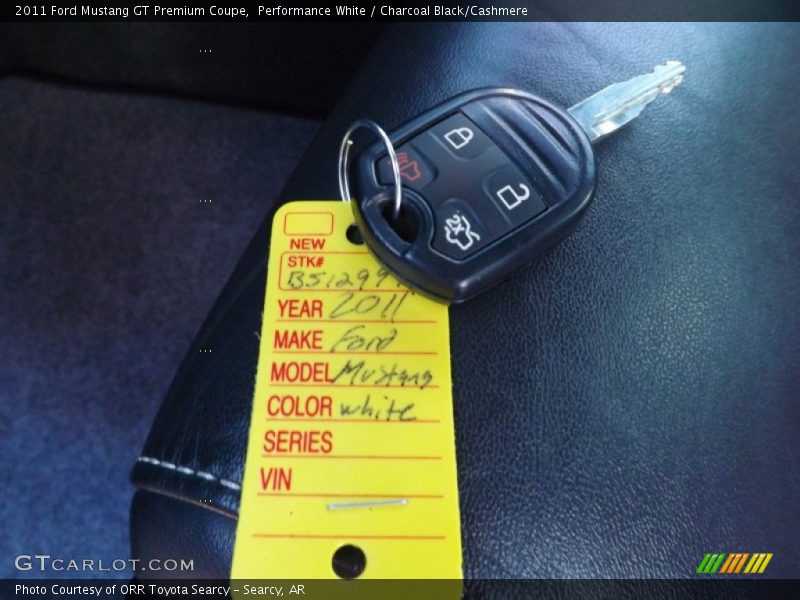 2011 Ford Mustang GT Premium Coupe,  Performance White / Charcoal Black/Cashmere
NEW
STK#
YEAR 2011
MAKE Ford
MODEL Mustang
COLOR white
SERIES
VIN
GTCARLOT.COM
Photo Courtesy of ORR Toyota Searcy – Searcy, AR